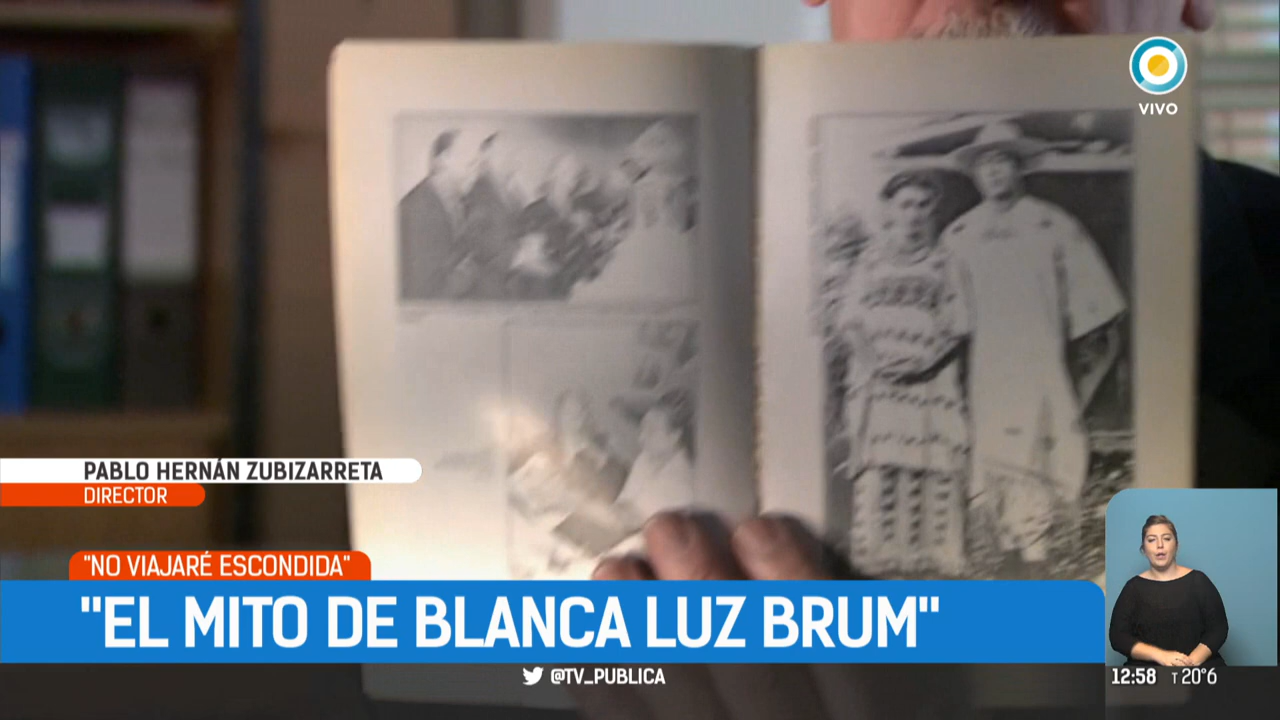 VIVO
PABLO HERNÁN ZUBIZARRETA
DIRECTOR
"NO VIAJARÉ ESCONDIDA"
"EL MITO DE BLANCA LUZ BRUM"
@TV_PUBLICA
12:58 T 20°6